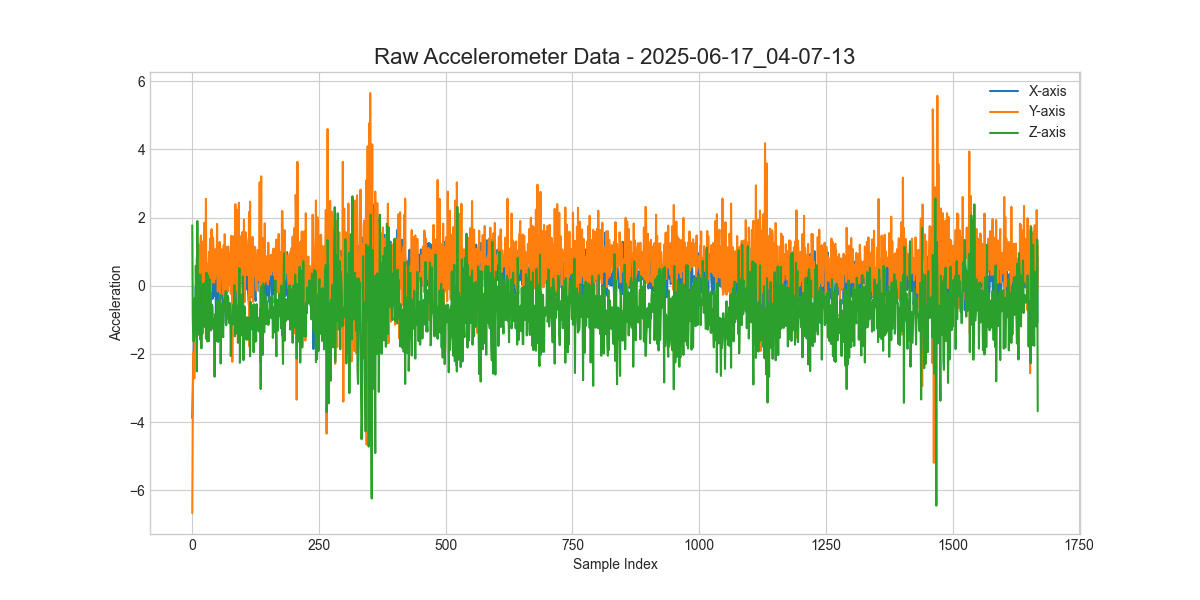 Raw Accelerometer Data - 2025-06-17_04-07-13
6
4
2
0
−2
−4
−6
Acceleration
X-axis
Y-axis
Z-axis
0 250 500 750 1000 1250 1500 1750
Sample Index